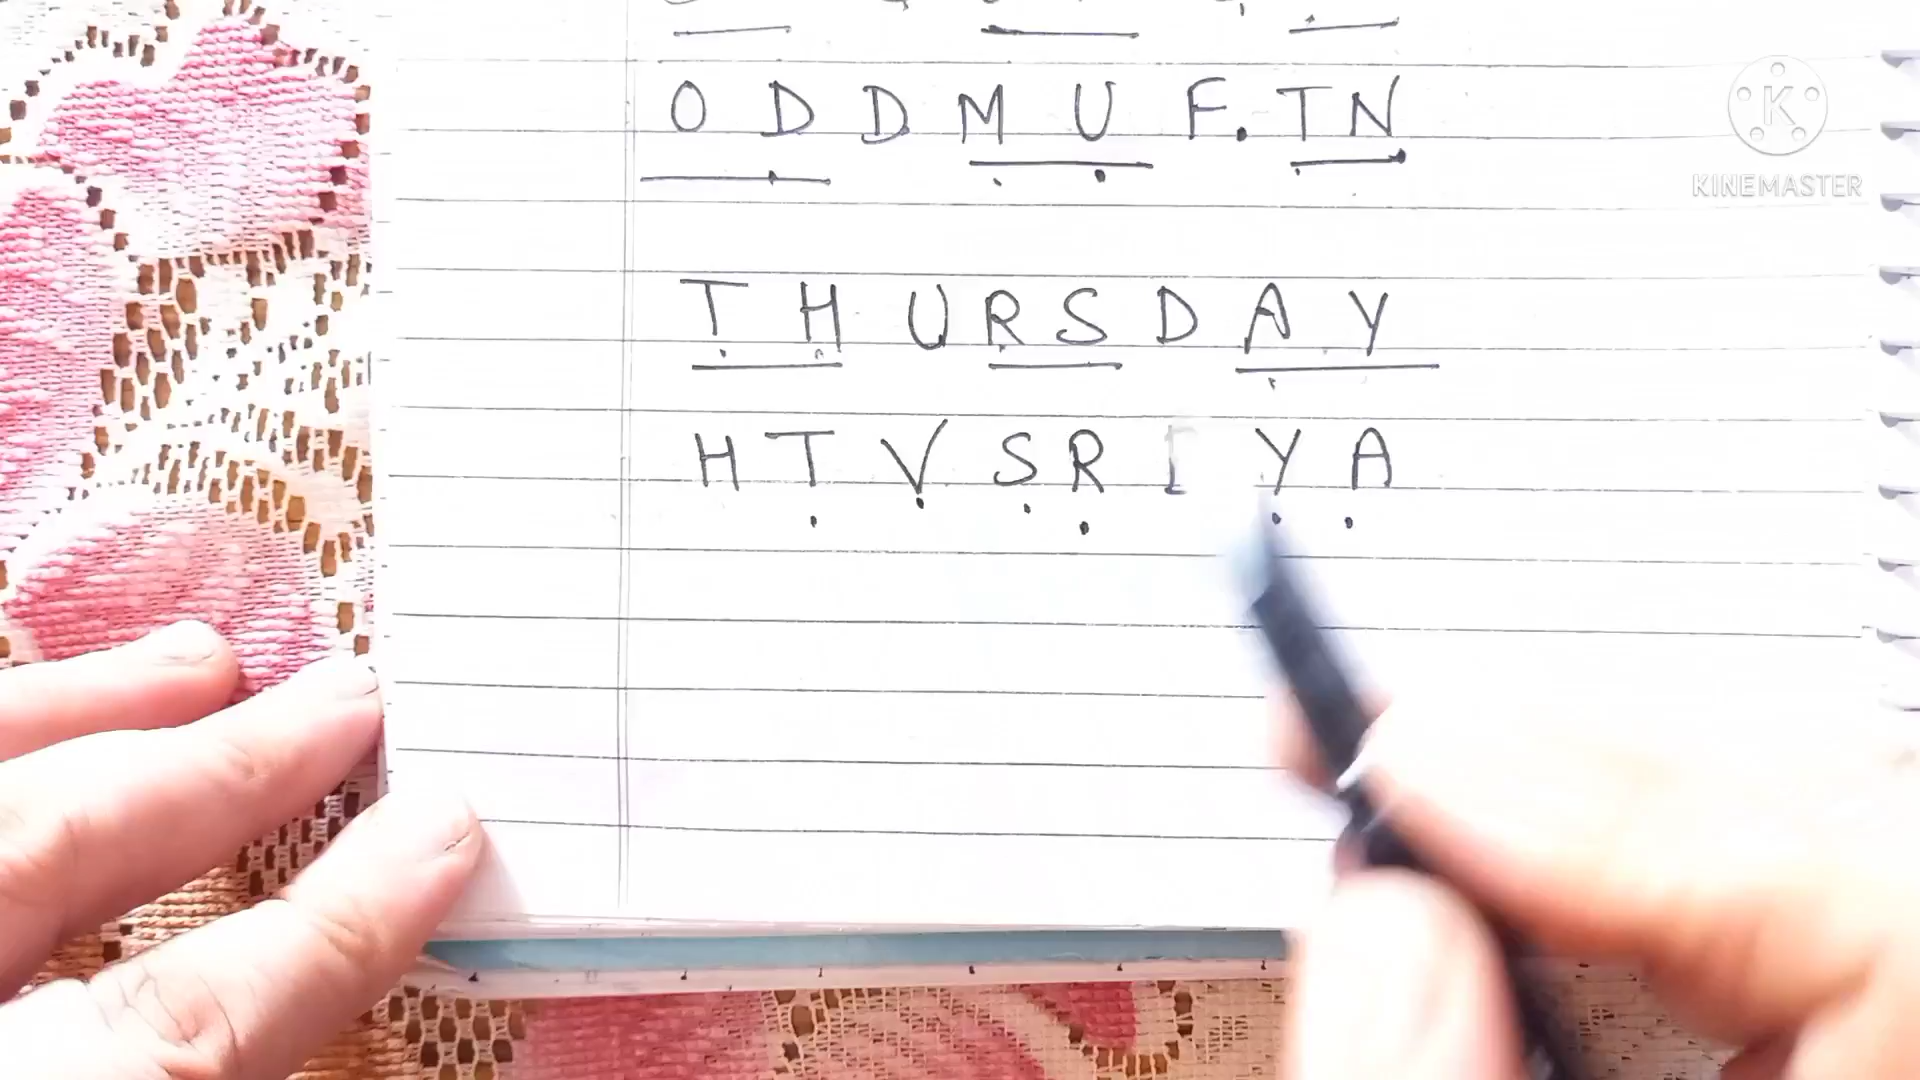 O D D M U F. T N
KINEMASTER
T H U R S D A Y
H T V S R Y A